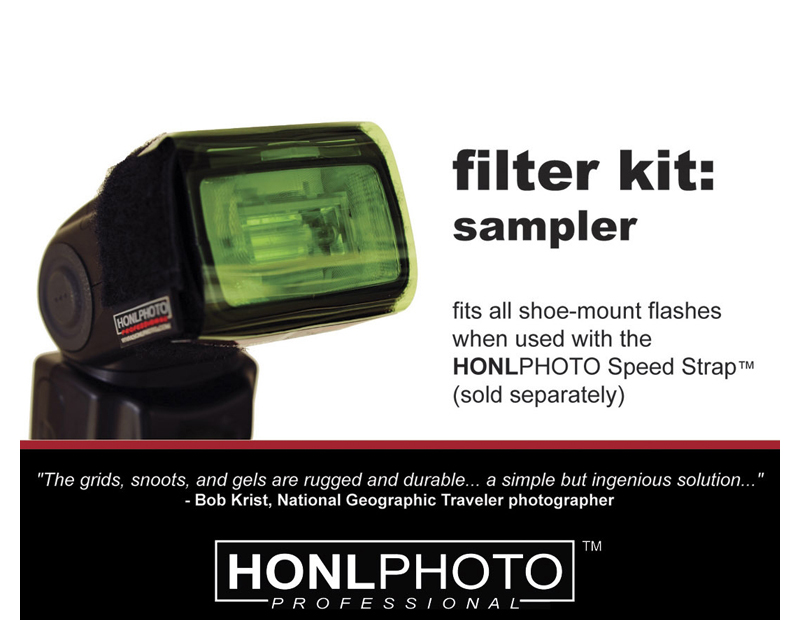 filter kit:
sampler
fits all shoe-mount flashes
when used with the
HONLPHOTO Speed Strap™
(sold separately)
HONLPHOTO
PROFESSIONAL
"The grids, snoots, and gels are rugged and durable... a simple but ingenious solution..."
- Bob Krist, National Geographic Traveler photographer
HONLPHOTO™
PROFESSIONAL